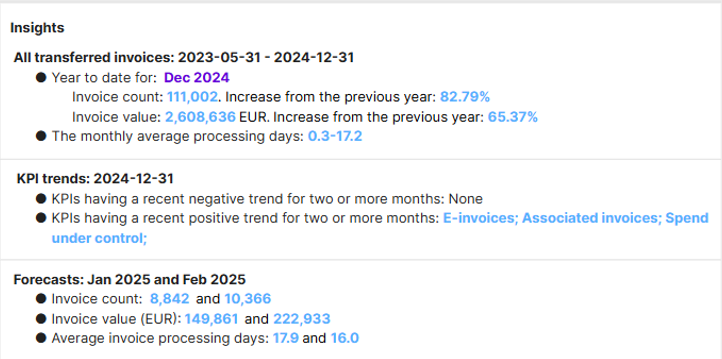 Insights
All transferred invoices: 2023-05-31 - 2024-12-31
● Year to date for: Dec 2024
Invoice count: 111,002. Increase from the previous year: 82.79%
Invoice value: 2,608,636 EUR. Increase from the previous year: 65.37%
● The monthly average processing days: 0.3-17.2
KPI trends: 2024-12-31
● KPIs having a recent negative trend for two or more months: None
● KPIs having a recent positive trend for two or more months: E-invoices; Associated invoices; Spend
under control;
Forecasts: Jan 2025 and Feb 2025
● Invoice count: 8,842 and 10,366
● Invoice value (EUR): 149,861 and 222,933
● Average invoice processing days: 17.9 and 16.0